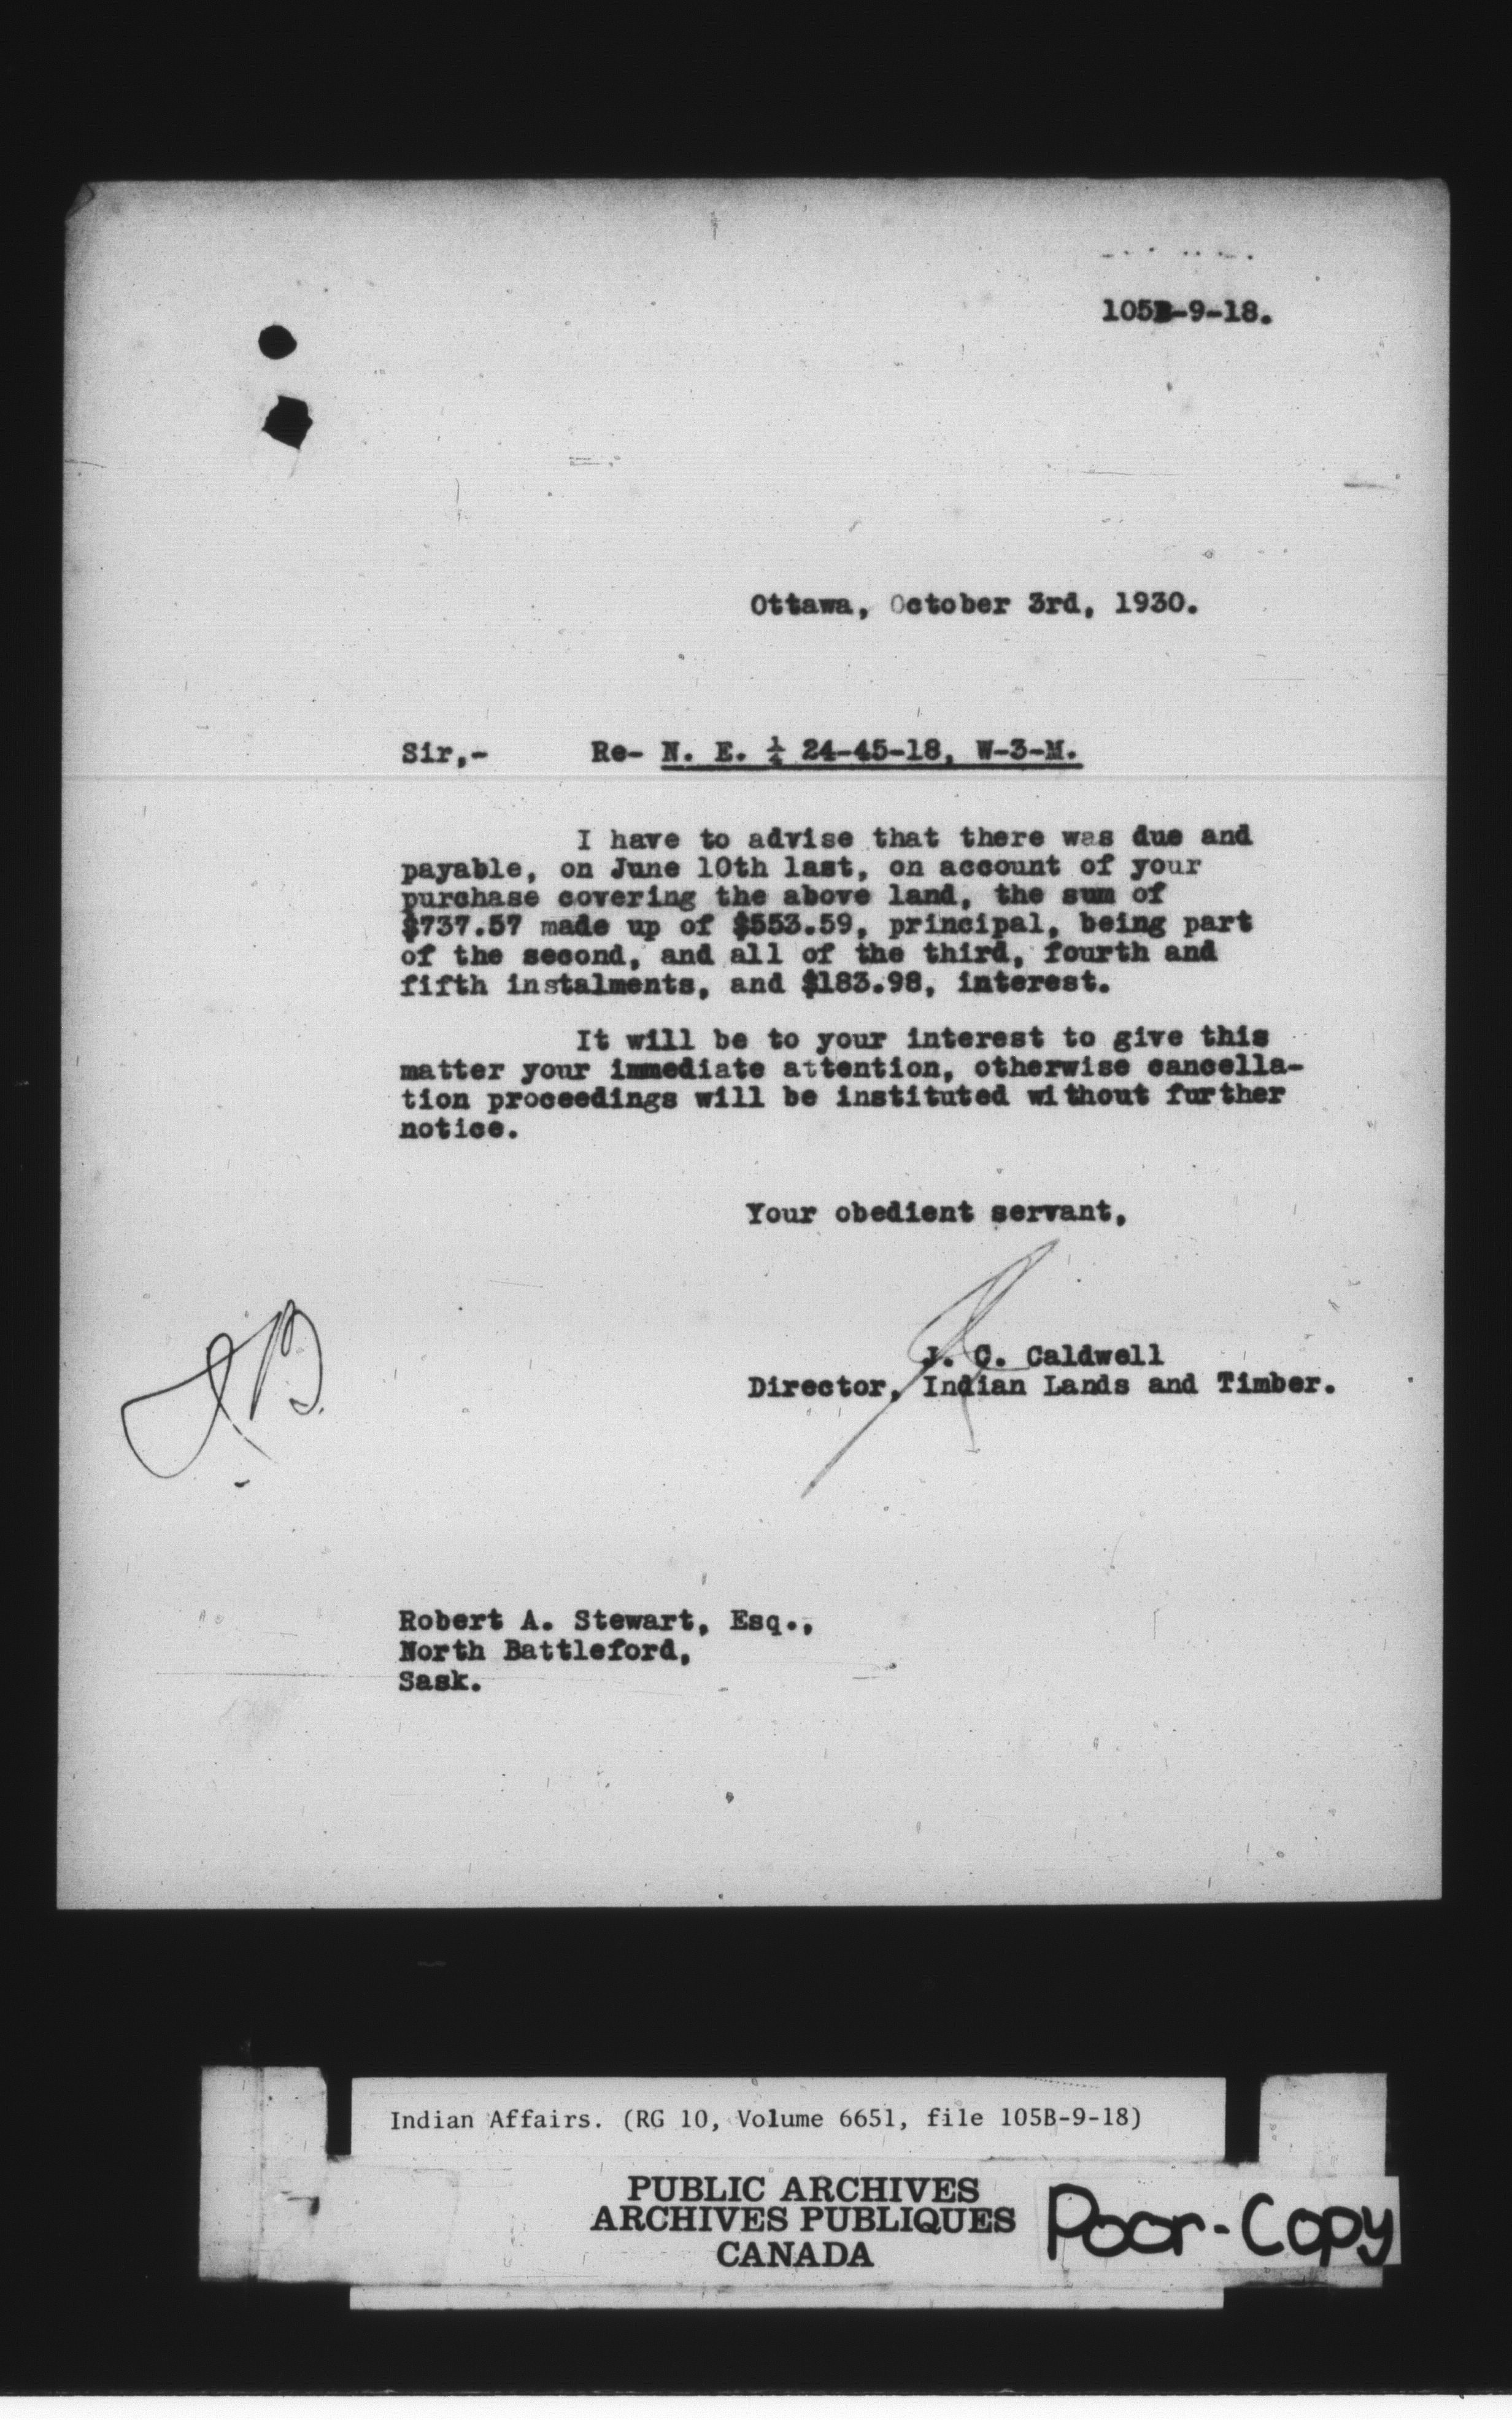 105B-9-18.
Ottawa, October 3rd, 1930.
Sir,- Re- N. E. ¼ 24-45-18, W-3-M.
I have to advise that there was due and
payable, on June 10th last, on account of your
purchase covering the above land, the sum of
$737.57 made up of $553.59, principal, being part
of the second, and all of the third, fourth and
fifth instalments, and $183.98, interest.
It will be to your interest to give this
matter your immediate attention, otherwise cancella-
tion proceedings will be instituted without further
notice.
Your obedient servant,
J. C. Caldwell
Director, Indian Lands and Timber.
Robert A. Stewart, Esq.,
North Battleford,
Sask.
Indian Affairs. (RG 10, Volume 6651, file 105B-9-18)
PUBLIC ARCHIVES
ARCHIVES PUBLIQUES
CANADA
Poor-Copy